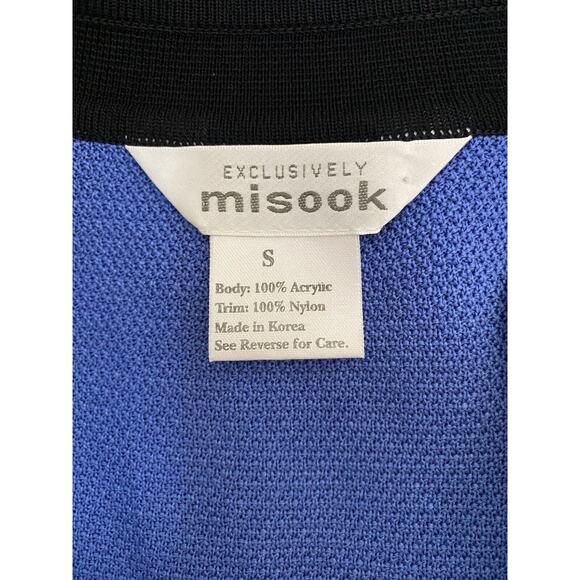 EXCLUSIVELY
misook
S
Body: 100% Acrylic
Trim: 100% Nylon
Made in Korea
See Reverse for Care.